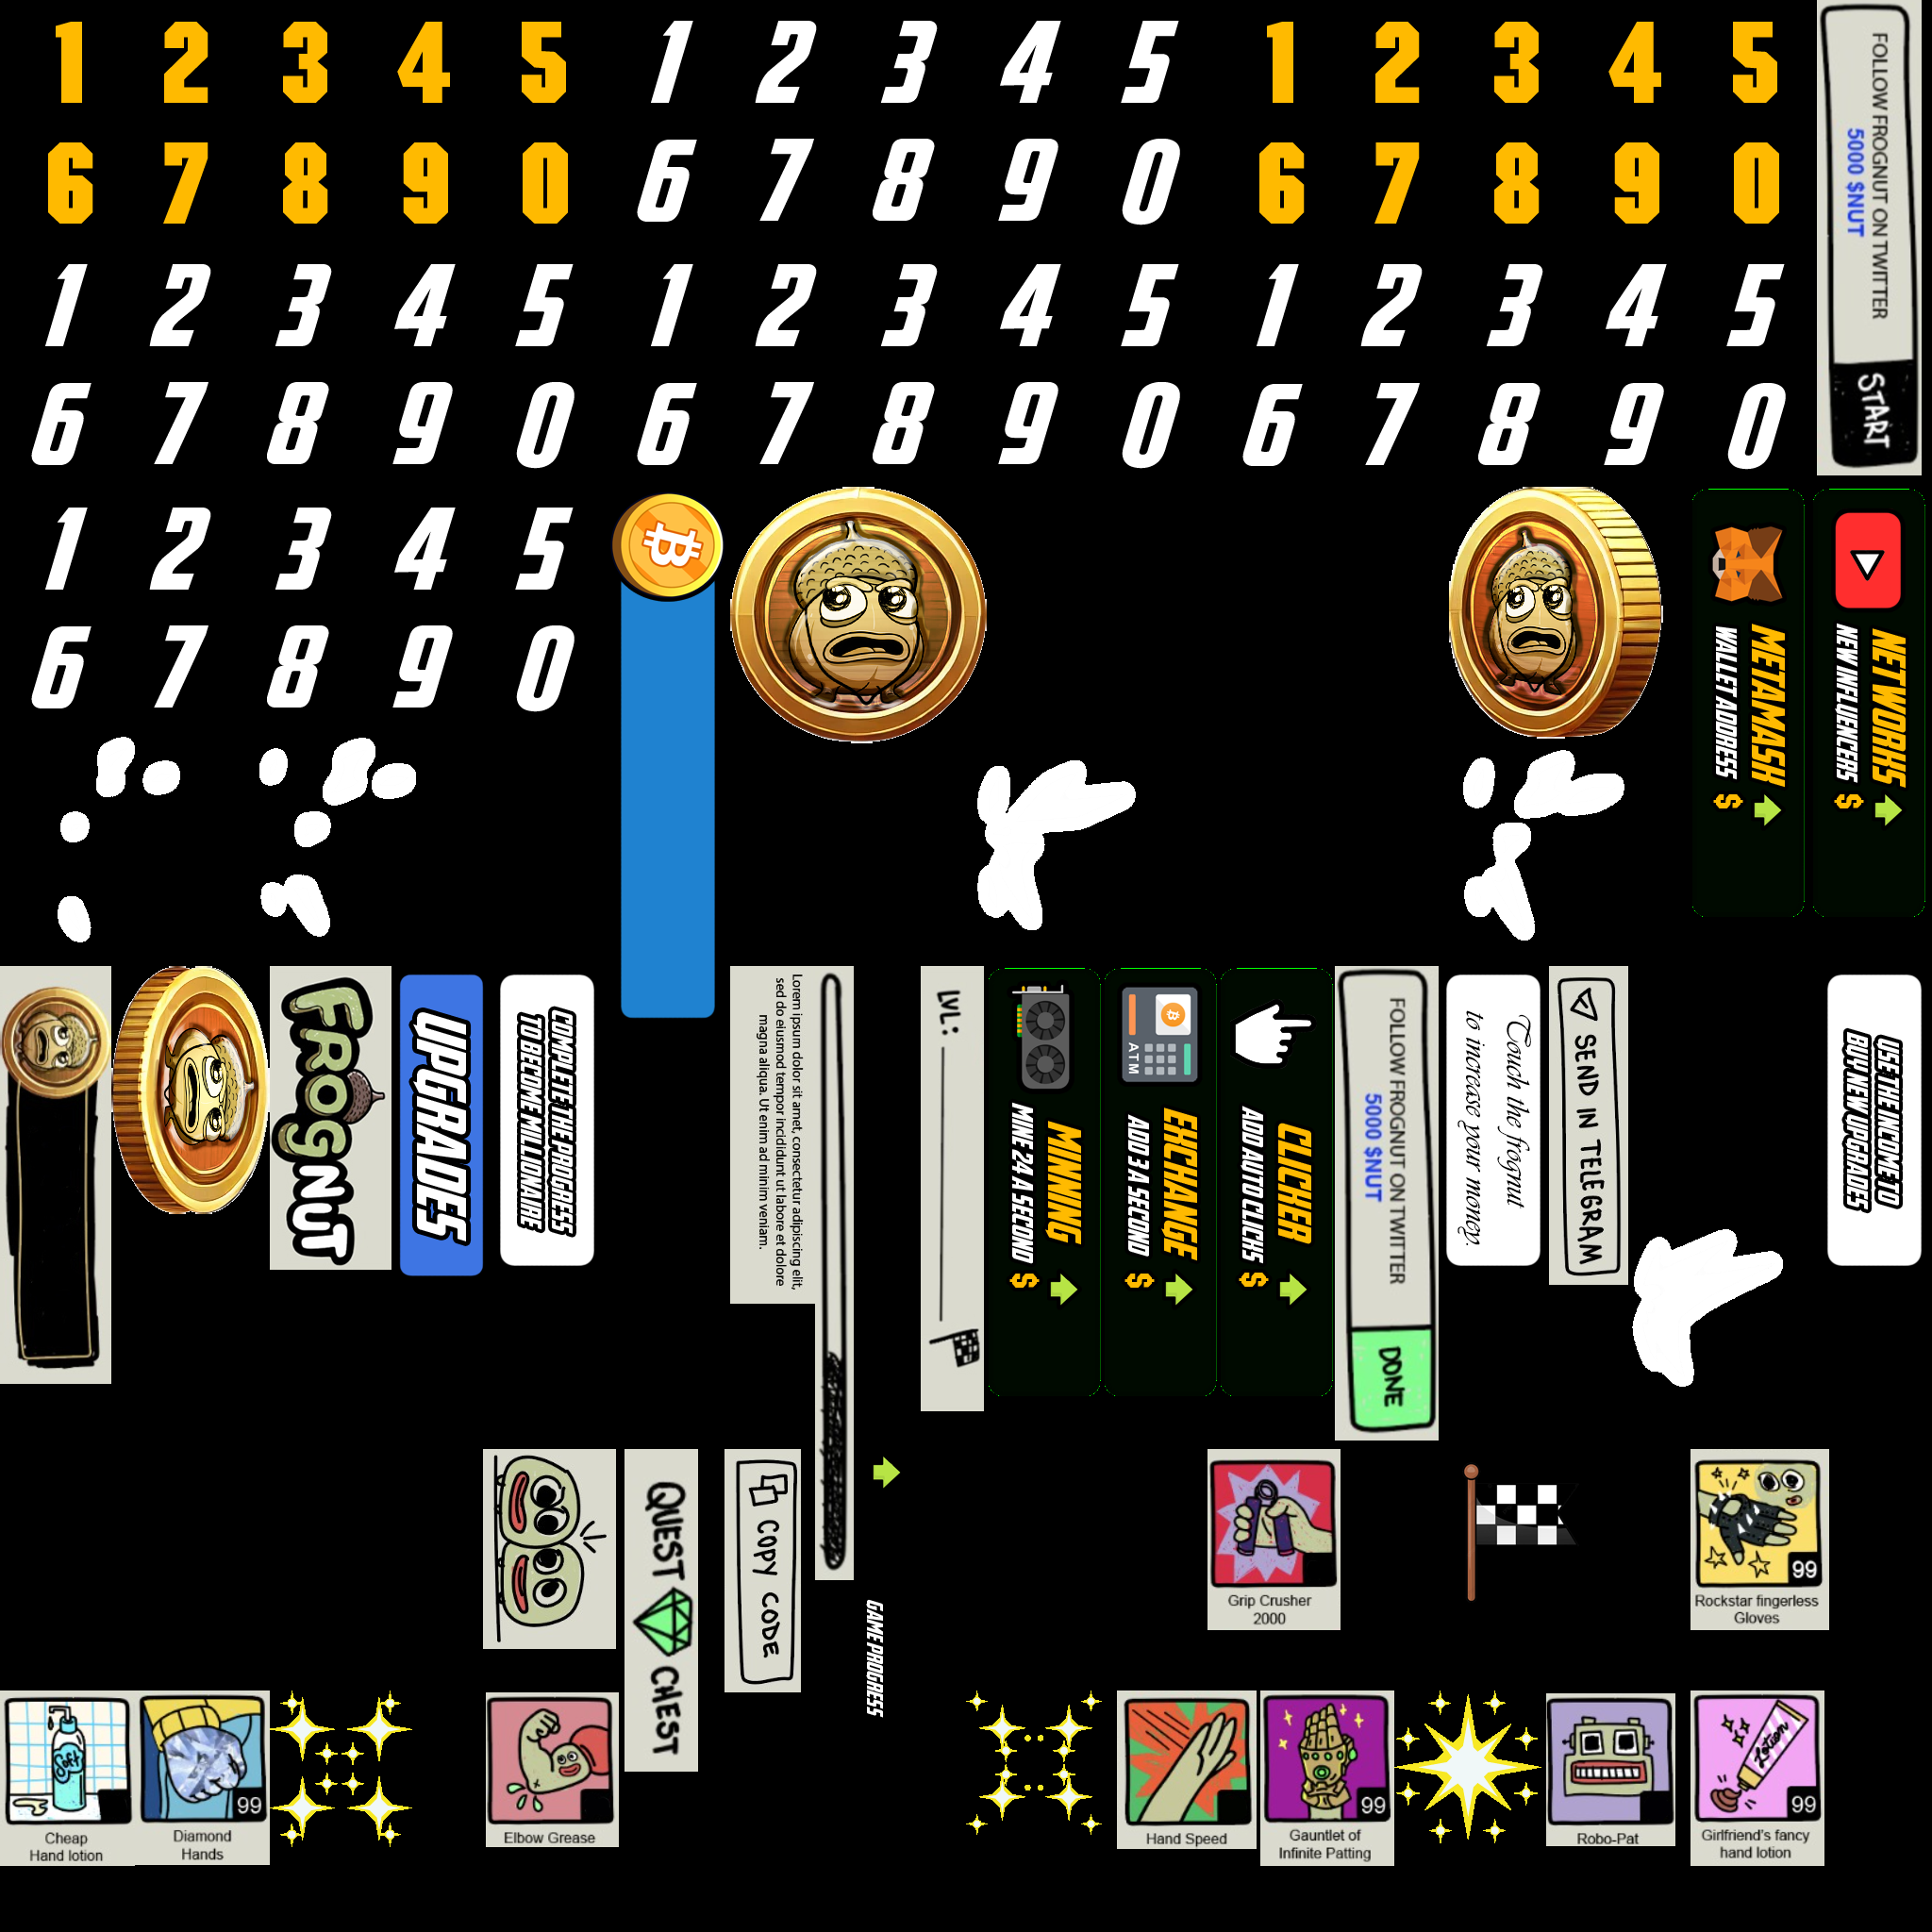 1 2 3 4 5 1 2 3 4 5 1 2 3 4 5
6 7 8 9 0 6 7 8 9 0 6 7 8 9 0
1 2 3 4 5 1 2 3 4 5 1 2 3 4 5
6 7 8 9 0 6 7 8 9 0 6 7 8 9 0
FOLLOW FROGNUT ON TWITTER
5000 $NUT
START
1 2 3 4 5
6 7 8 9 0
METAMASK
WALLET ADDRESS $
NETWORKS
NEW INFLUENCERS $
FROGNUT
UPGRADES
COMPLETE THE PROGRESS
TO BECOME MILLIONAIRE
Lorem ipsum dolor sit amet, consectetur adipiscing elit,
sed do eiusmod tempor incididunt ut labore et dolore
magna aliqua. Ut enim ad minim veniam.
LVL:
MINING
MINE 24 A SECOND $
ATM
EXCHANGE
ADD 3 A SECOND $
CLICKER
ADD AUTO CLICKS $
FOLLOW FROGNUT ON TWITTER
5000 $NUT
DONE
Touch the frognut
to increase your money.
SEND IN TELEGRAM
USE THE INCOME TO
BUY NEW UPGRADES
QUEST CHEST
COPY CODE
GAME PROGRESS
Grip Crusher
2000
99
Rockstar fingerless
Gloves
Soft
Cheap
Hand lotion
99
Diamond
Hands
Elbow Grease
Hand Speed
99
Gauntlet of
Infinite Patting
Robo-Pat
Lotion
99
Girlfriend's fancy
hand lotion